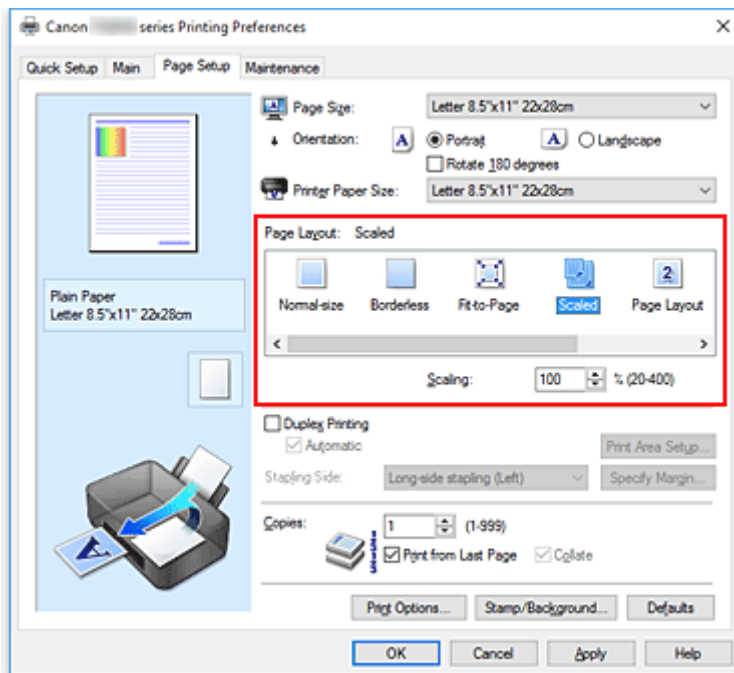 Canon series Printing Preferences
Quick Setup Main Page Setup Maintenance
Page Size: Letter 8.5"x11" 22x28cm
Orientation: A Portrait A Landscape
Rotate 180 degrees
Printer Paper Size: Letter 8.5"x11" 22x28cm
Page Layout: Scaled
Normal-size Borderless Fit-to-Page Scaled Page Layout
Scaling: 100 % (20-400)
Plain Paper
Letter 8.5"x11" 22x28cm
Duplex Printing
Automatic Print Area Setup...
Stapling Side: Long-side stapling (Left) Specify Margin...
Copies: 1 (1-999)
Print from Last Page Collate
Print Options... Stamp/Background... Defaults
OK Cancel Apply Help